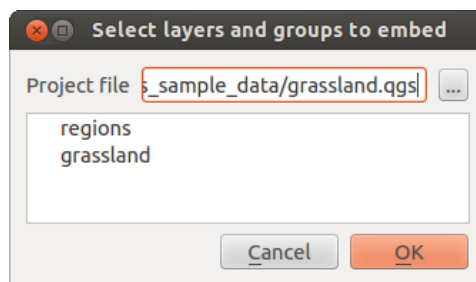 Select layers and groups to embed
Project file s_sample_data/grassland.qgs ...
regions
grassland
Cancel OK